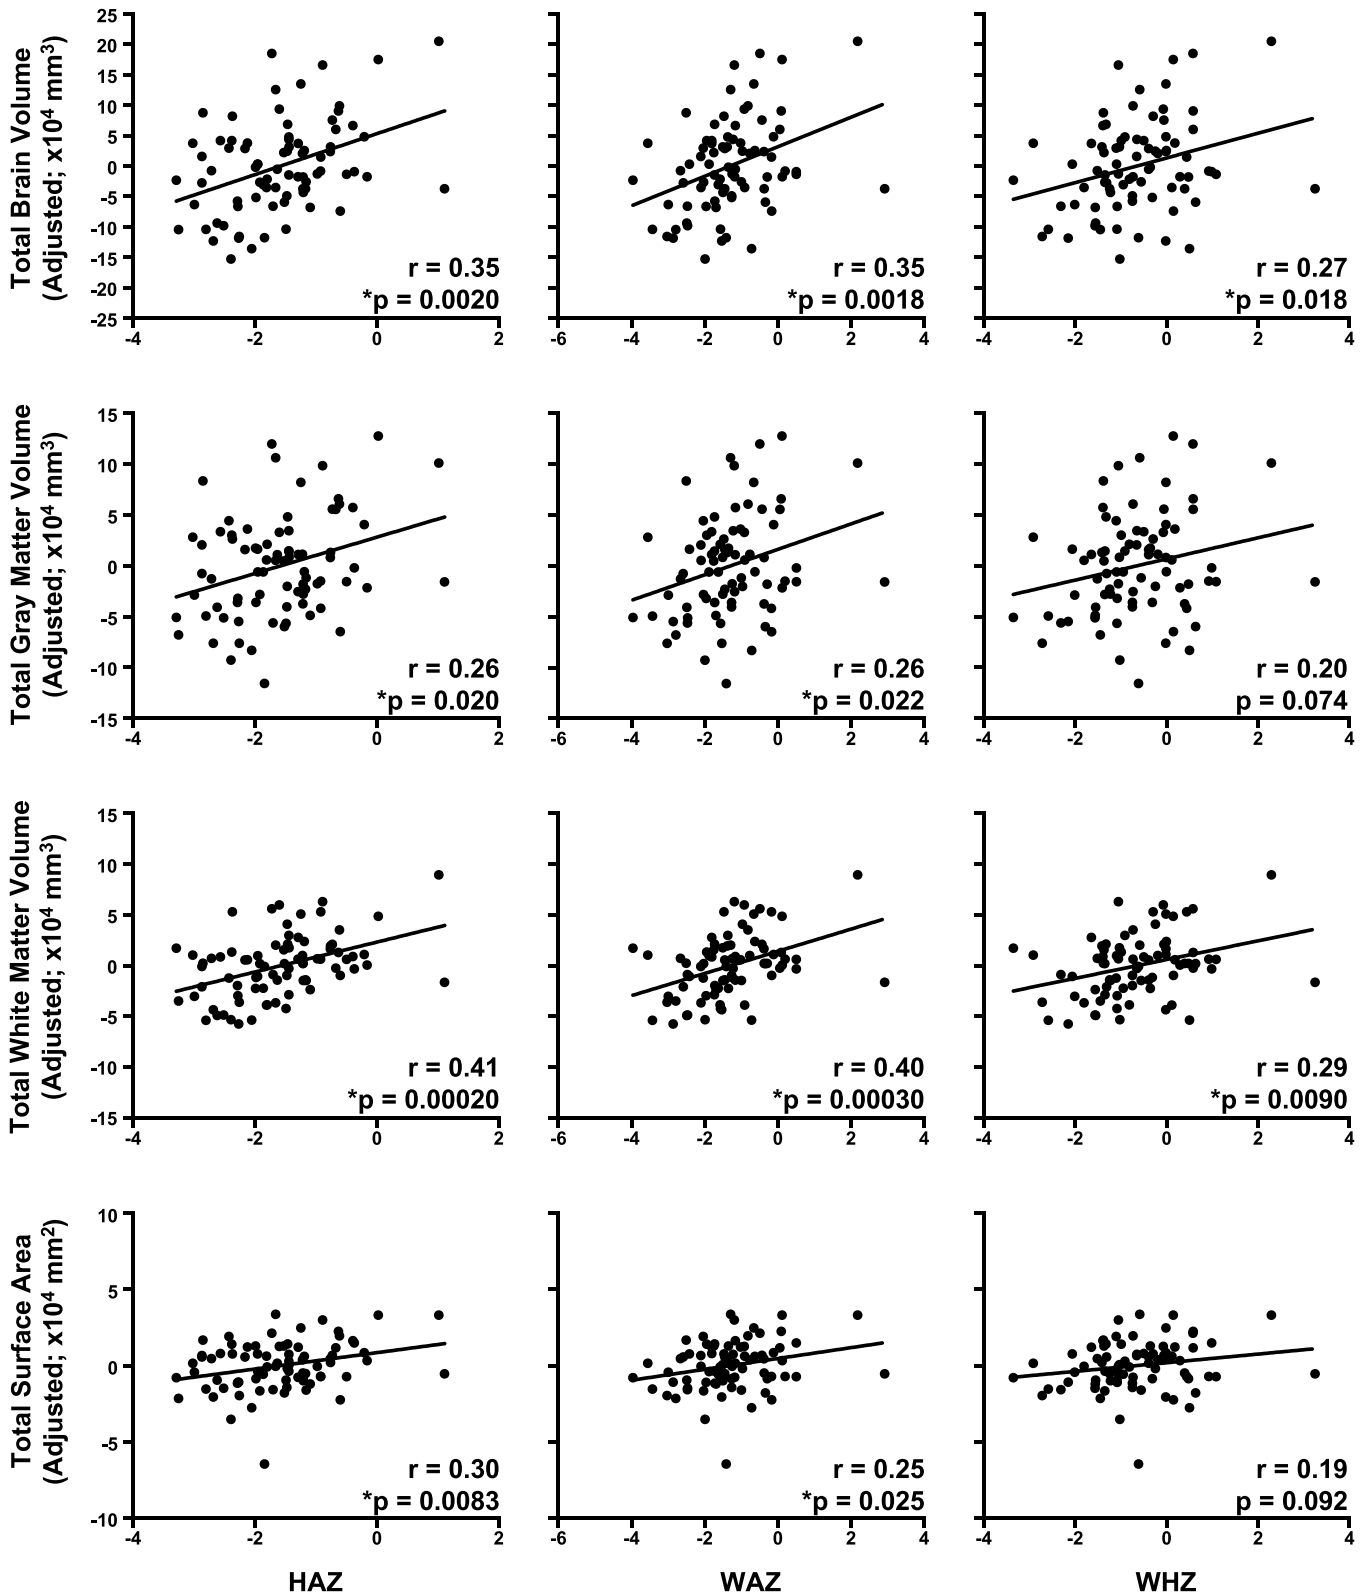 Total Brain Volume
(Adjusted; x10⁴ mm³)
25
20
15
10
5
0
-5
-10
-15
-20
-25
r = 0.35
*p = 0.0020
-4 -2 0 2
r = 0.35
*p = 0.0018
-6 -4 -2 0 2 4
r = 0.27
*p = 0.018
-4 -2 0 2 4
Total Gray Matter Volume
(Adjusted; x10⁴ mm³)
15
10
5
0
-5
-10
-15
r = 0.26
*p = 0.020
-4 -2 0 2
r = 0.26
*p = 0.022
-6 -4 -2 0 2 4
r = 0.20
p = 0.074
-4 -2 0 2 4
Total White Matter Volume
(Adjusted; x10⁴ mm³)
15
10
5
0
-5
-10
-15
r = 0.41
*p = 0.00020
-4 -2 0 2
r = 0.40
*p = 0.00030
-6 -4 -2 0 2 4
r = 0.29
*p = 0.0090
-4 -2 0 2 4
Total Surface Area
(Adjusted; x10⁴ mm²)
10
5
0
-5
-10
r = 0.30
*p = 0.0083
-4 -2 0 2
r = 0.25
*p = 0.025
-6 -4 -2 0 2 4
r = 0.19
p = 0.092
-4 -2 0 2 4
HAZ
WAZ
WHZ